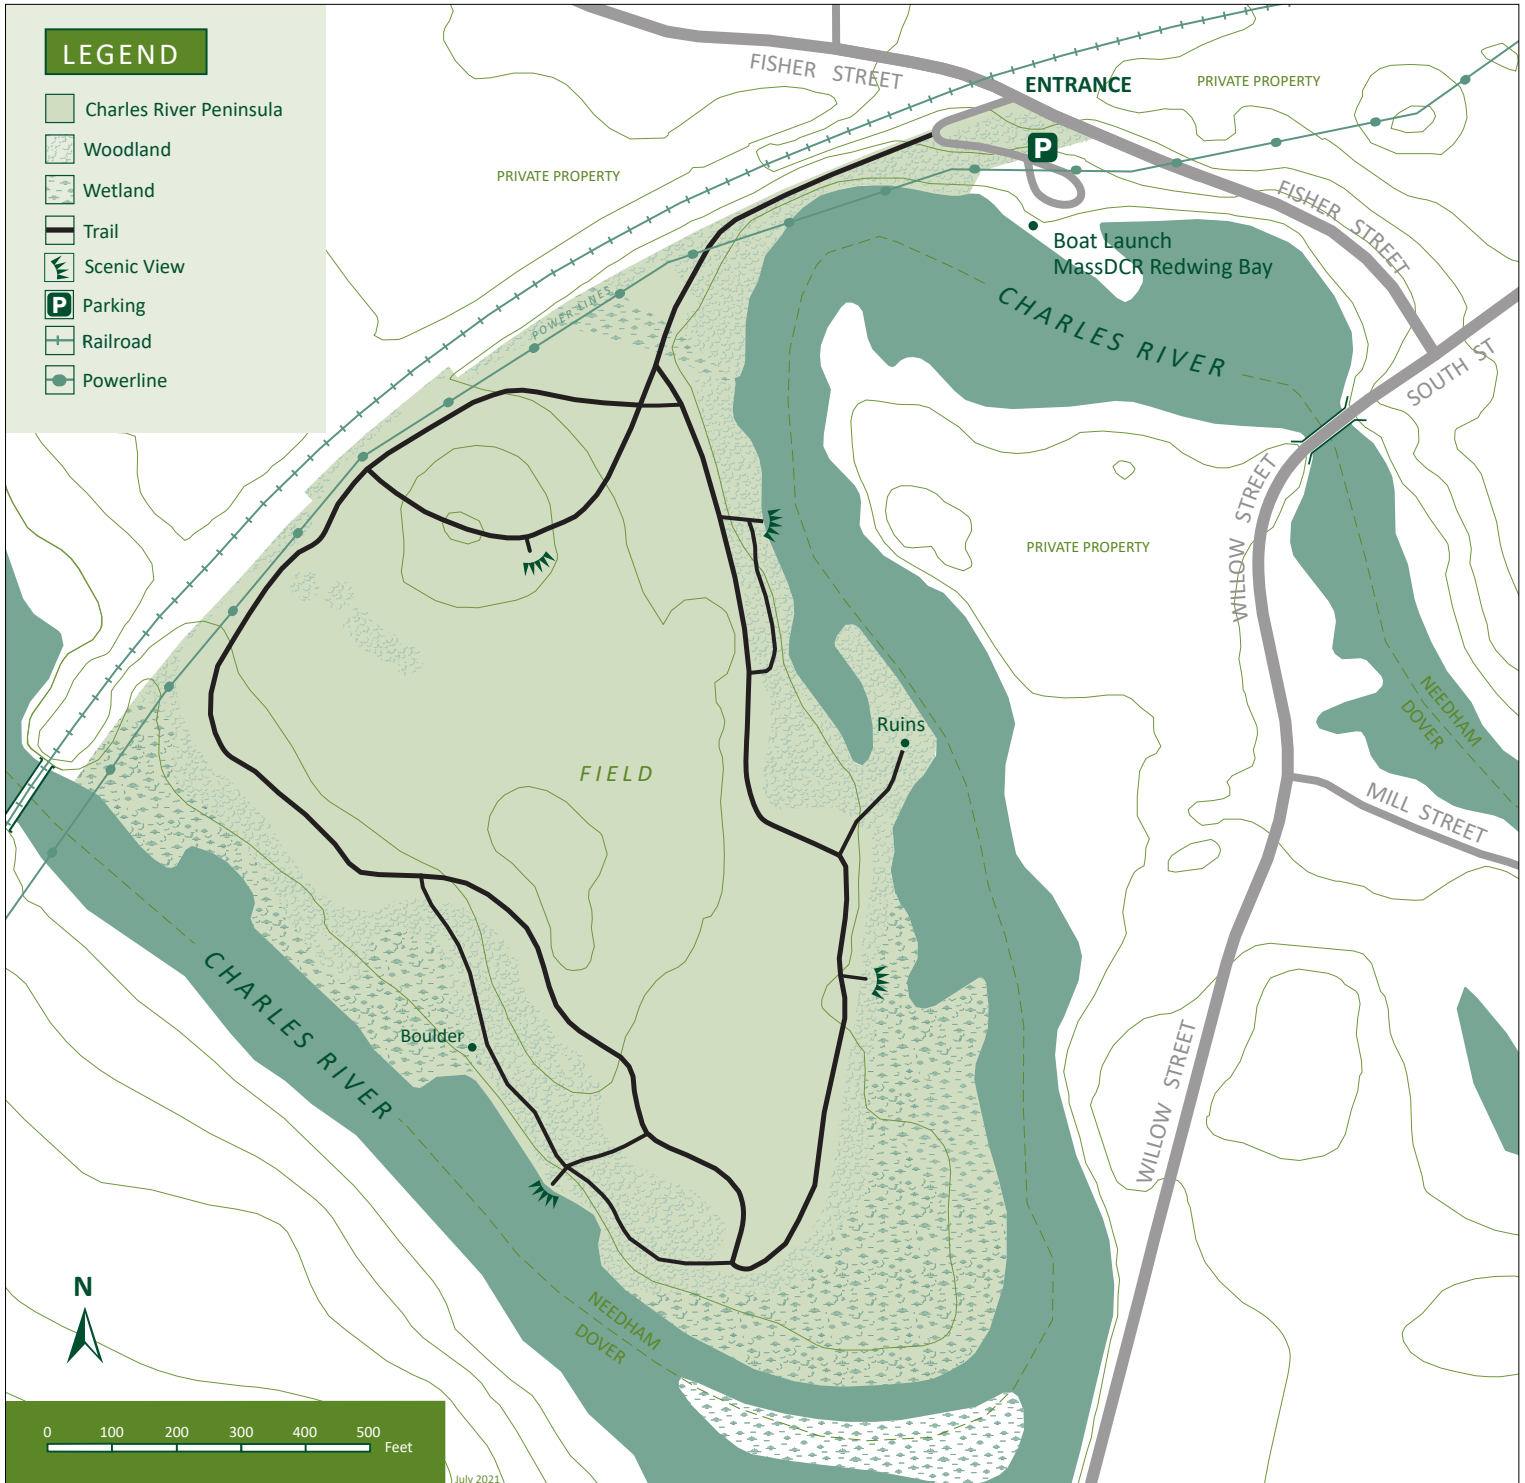 LEGEND
Charles River Peninsula
Woodland
Wetland
Trail
Scenic View
P Parking
Railroad
Powerline
FISHER STREET
ENTRANCE
PRIVATE PROPERTY
P
PRIVATE PROPERTY
FISHER STREET
Boat Launch
MassDCR Redwing Bay
POWER LINES
CHARLES RIVER
SOUTH ST
WILLOW STREET
PRIVATE PROPERTY
NEEDHAM
DOVER
Ruins
FIELD
MILL STREET
CHARLES RIVER
Boulder
WILLOW STREET
N
NEEDHAM
DOVER
0 100 200 300 400 500
Feet
July 2021